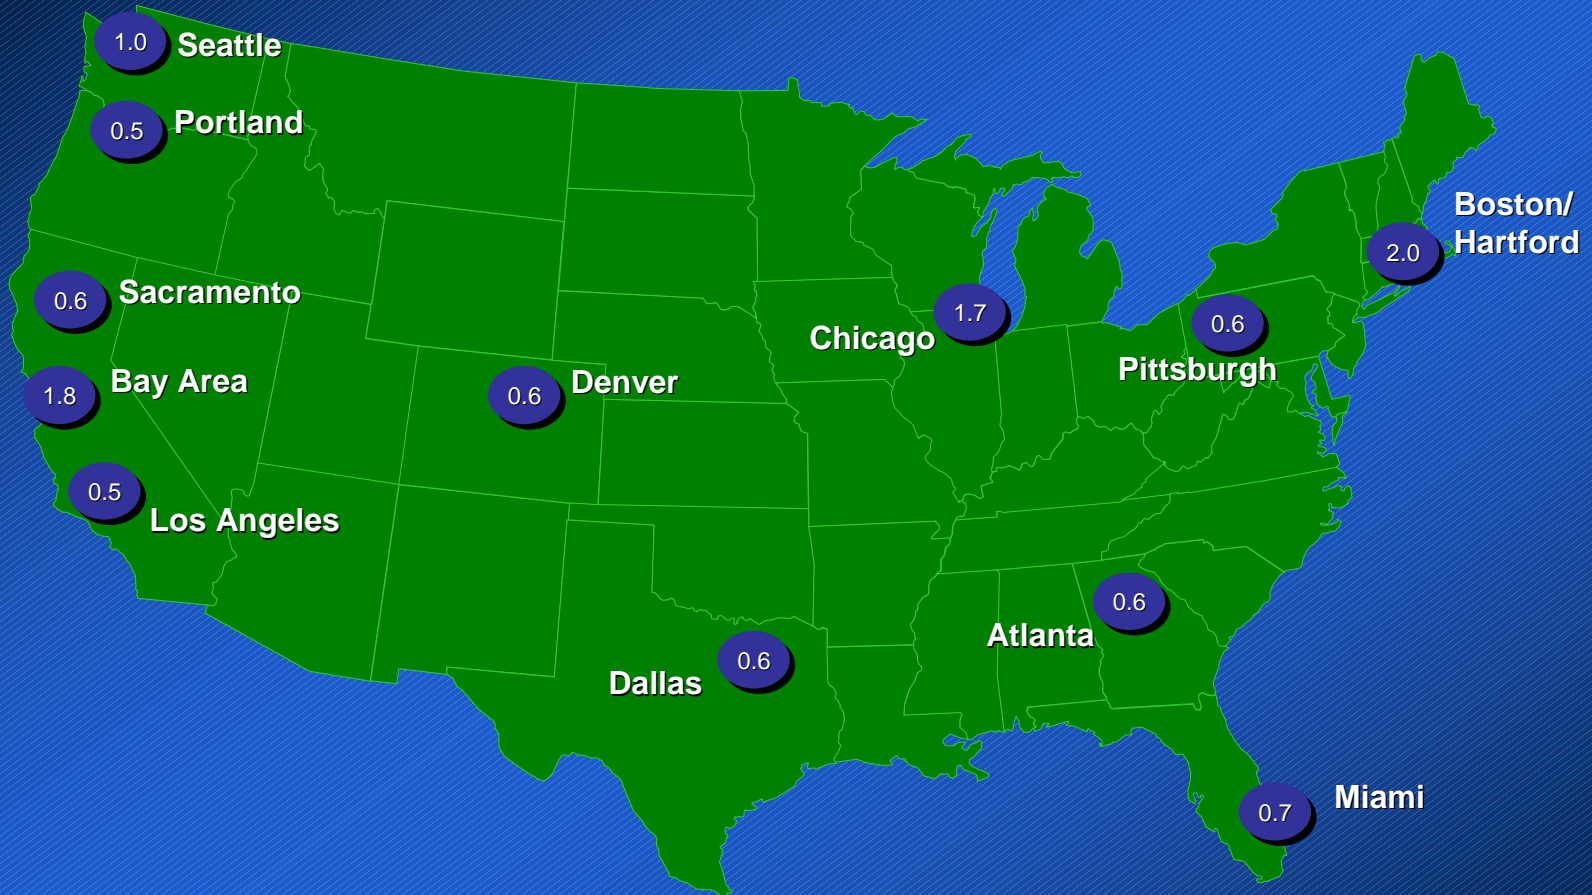 1.0 Seattle
0.5 Portland
Boston/
Hartford
2.0
0.6 Sacramento
1.7
Chicago
0.6
Pittsburgh
1.8 Bay Area
0.6 Denver
0.5
Los Angeles
0.6
Atlanta
0.6
Dallas
Miami
0.7